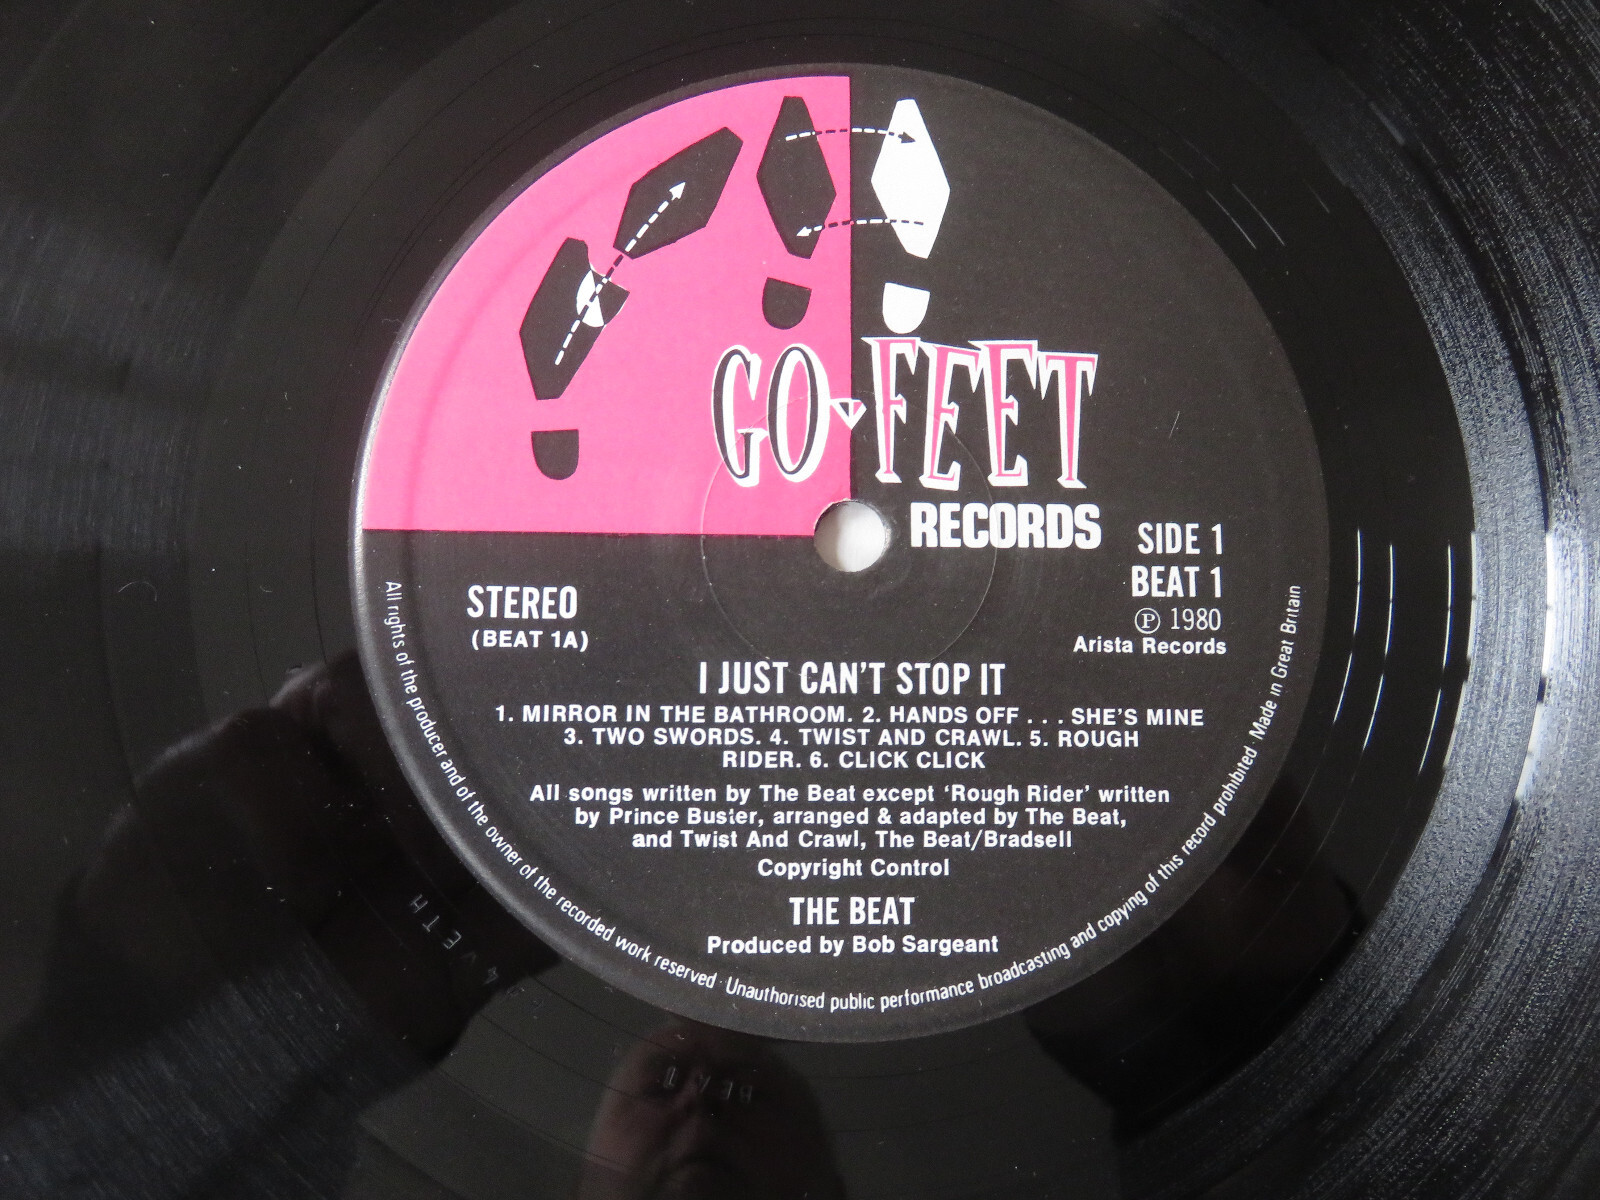 GO-FEET
RECORDS
SIDE 1
BEAT 1
STEREO
(BEAT 1A)
Ⓟ 1980
Arista Records
I JUST CAN'T STOP IT
1. MIRROR IN THE BATHROOM. 2. HANDS OFF . . . SHE'S MINE
3. TWO SWORDS. 4. TWIST AND CRAWL. 5. ROUGH
RIDER. 6. CLICK CLICK
All songs written by The Beat except 'Rough Rider' written
by Prince Buster, arranged & adapted by The Beat,
and Twist And Crawl, The Beat/Bradsell
Copyright Control
THE BEAT
Produced by Bob Sargeant
All rights of the producer and of the owner of the recorded work reserved · Unauthorised public performance broadcasting and copying of this record prohibited Made in Great Britain
BEAT